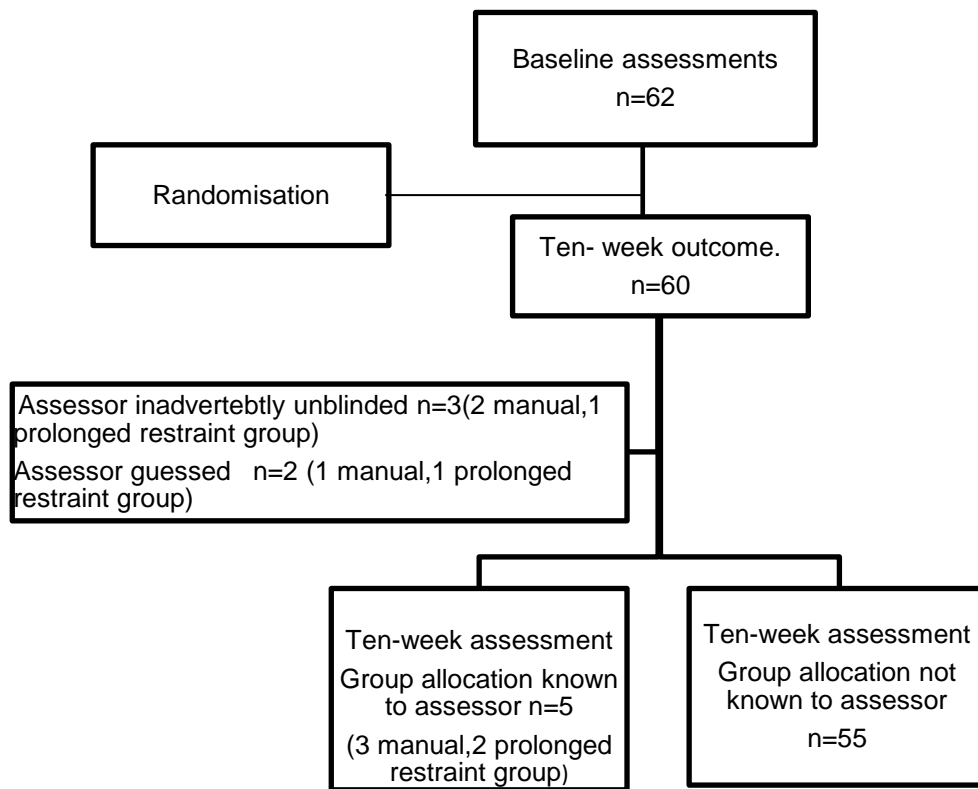 Baseline assessments
n=62
Randomisation
Ten- week outcome.
n=60
Assessor inadvertebtly unblinded n=3(2 manual,1
prolonged restraint group)
Assessor guessed n=2 (1 manual,1 prolonged
restraint group)
Ten-week assessment
Group allocation known
to assessor n=5
(3 manual,2 prolonged
restraint group)
Ten-week assessment
Group allocation not
known to assessor
n=55